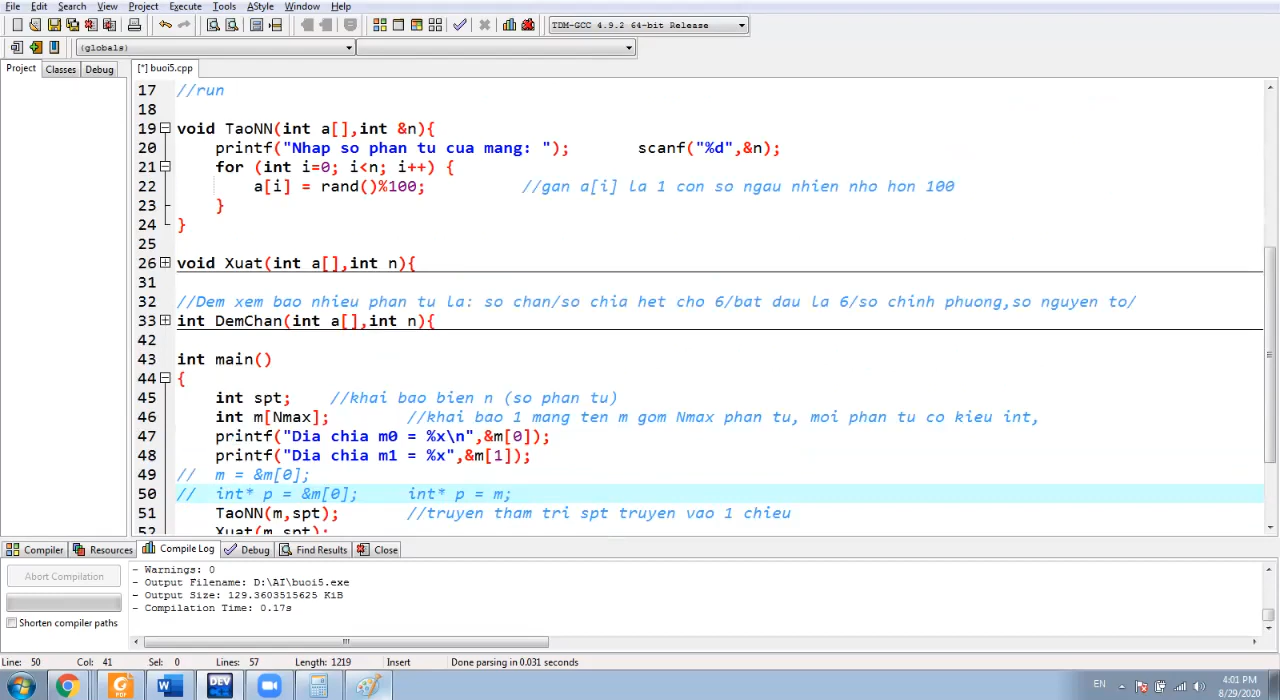 File Edit Search View Project Execute Tools AStyle Window Help
TDM-GCC 4.9.2 64-bit Release
(globals)
Project Classes Debug [*] buoi5.cpp
17 //run
18
19 void TaoNN(int a[],int &n){
20 printf("Nhap so phan tu cua mang: "); scanf("%d",&n);
21 for (int i=0; i<n; i++) {
22 a[i] = rand()%100; //gan a[i] la 1 con so ngau nhien nho hon 100
23 }
24 }
25
26 void Xuat(int a[],int n){
31
32 //Dem xem bao nhieu phan tu la: so chan/so chia het cho 6/bat dau la 6/so chinh phuong,so nguyen to/
33 int DemChan(int a[],int n){
42
43 int main()
44 {
45 int spt; //khai bao bien n (so phan tu)
46 int m[Nmax]; //khai bao 1 mang ten m gom Nmax phan tu, moi phan tu co kieu int,
47 printf("Dia chia m0 = %x\n",&m[0]);
48 printf("Dia chia m1 = %x",&m[1]);
49 // m = &m[0];
50 // int* p = &m[0]; int* p = m;
51 TaoNN(m,spt); //truyen tham tri spt truyen vao 1 chieu
52 Xuat(m,spt);
Compiler Resources Compile Log Debug Find Results Close
Abort Compilation
Shorten compiler paths
- Warnings: 0
- Output Filename: D:\AI\buoi5.exe
- Output Size: 129.3603515625 KiB
- Compilation Time: 0.17s
Line: 50 Col: 41 Sel: 0 Lines: 57 Length: 1219 Insert Done parsing in 0.031 seconds
PDF W DEV EN 4:01 PM
8/29/2020